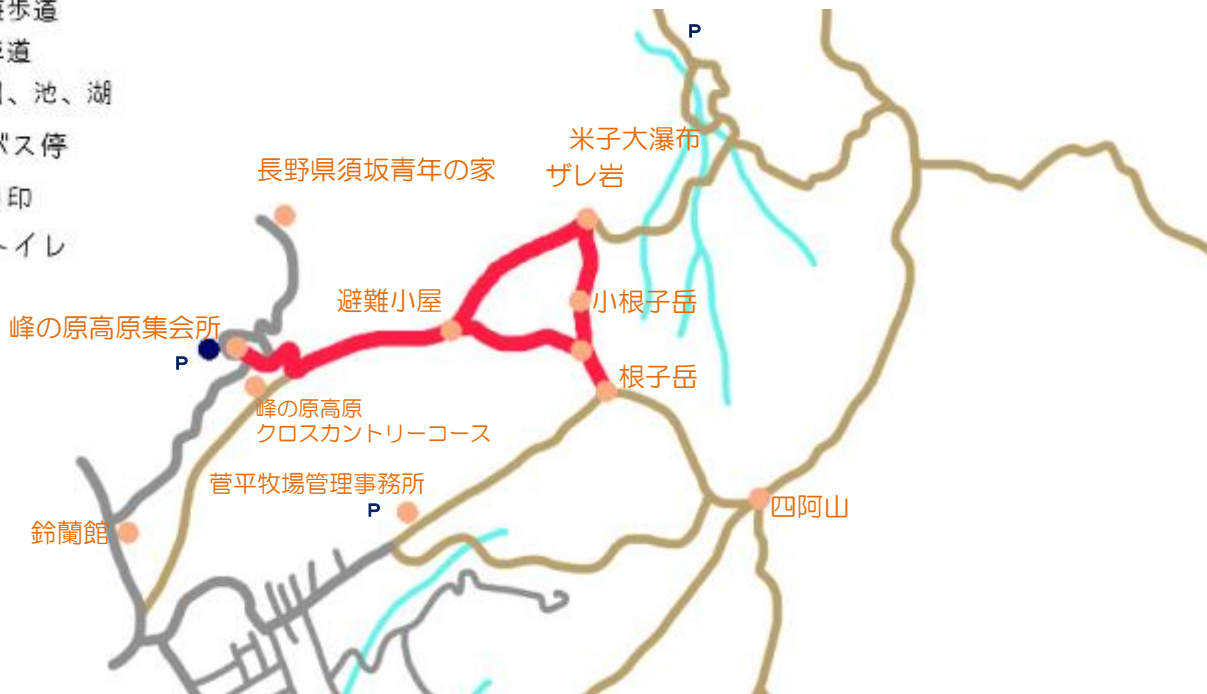 歩道
道
、池、湖
バス停
印
トイレ
P
米子大瀑布
長野県須坂青年の家
ザレ岩
避難小屋
小根子岳
峰の原高原集会所
P
根子岳
峰の原高原
クロスカントリーコース
菅平牧場管理事務所
P
四阿山
鈴蘭館